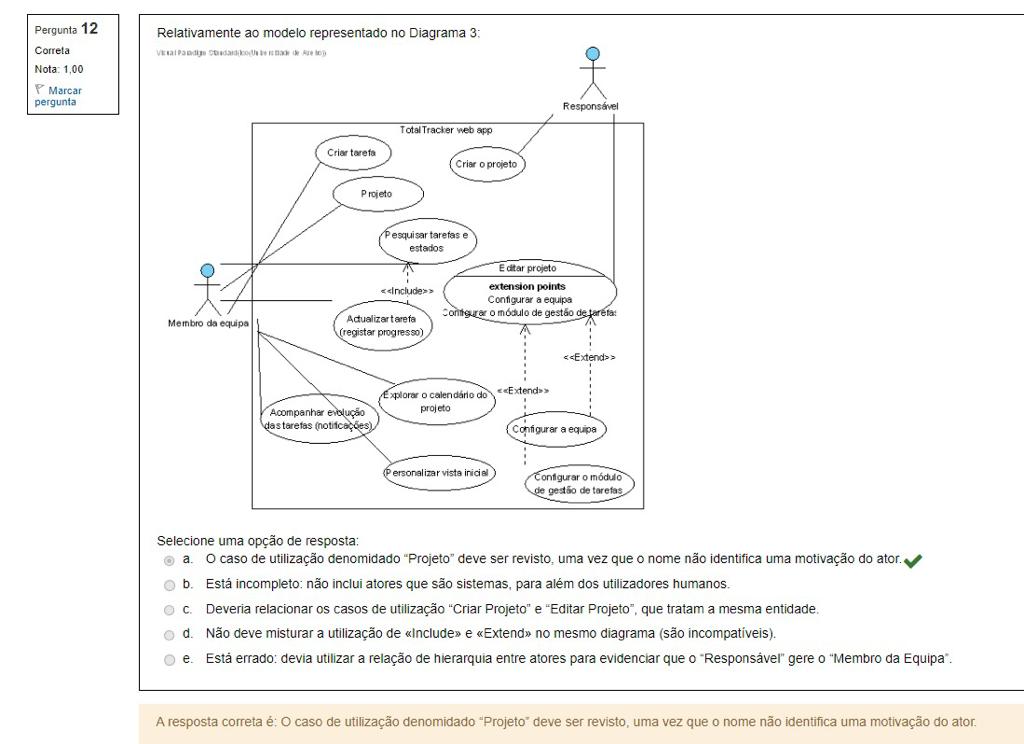 Pergunta 12
Correta
Nota: 1,00
Marcar
pergunta
Relativamente ao modelo representado no Diagrama 3:
Visual Paradigm Standard(Ico(Universidade de Aveiro))
Responsável
TotalTracker web app
Criar tarefa
Criar o projeto
Projeto
Pesquisar tarefas e
estados
Editar projeto
extension points
Configurar a equipa
Configurar o módulo de gestão de tarefas
<<Include>>
Membro da equipa
Actualizar tarefa
(registar progresso)
<<Extend>>
<<Extend>>
Explorar o calendário do
projeto
Acompanhar evolução
das tarefas (notificações)
Configurar a equipa
Personalizar vista inicial
Configurar o módulo
de gestão de tarefas
Selecione uma opção de resposta:
a. O caso de utilização denomidado “Projeto” deve ser revisto, uma vez que o nome não identifica uma motivação do ator.
b. Está incompleto: não inclui atores que são sistemas, para além dos utilizadores humanos.
c. Deveria relacionar os casos de utilização “Criar Projeto” e “Editar Projeto”, que tratam a mesma entidade.
d. Não deve misturar a utilização de «Include» e «Extend» no mesmo diagrama (são incompatíveis).
e. Está errado: devia utilizar a relação de hierarquia entre atores para evidenciar que o “Responsável” gere o “Membro da Equipa”.
A resposta correta é: O caso de utilização denomidado “Projeto” deve ser revisto, uma vez que o nome não identifica uma motivação do ator.